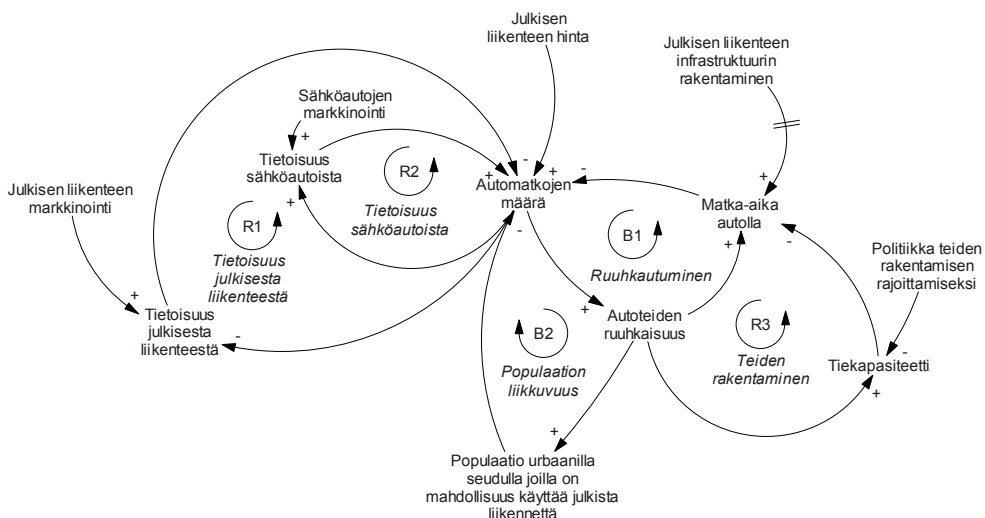 Julkisen
liikenteen hinta
Julkisen liikenteen
infrastruktuurin
rakentaminen
Sähköautojen
markkinointi
+
Tietoisuus
sähköautoista
+
R2
Tietoisuus
sähköautoista
-
+
+
Automatkojen
määrä
-
-
+
Matka-aika
autolla
+
-
Julkisen liikenteen
markkinointi
R1
Tietoisuus
julkisesta
liikenteestä
B1
Ruuhkautuminen
Politiikka teiden
rakentamisen
rajoittamiseksi
+
Tietoisuus
julkisesta
liikenteestä
-
B2
Populaation
liikkuvuus
+
Autoteiden
ruuhkaisuus
R3
Teiden
rakentaminen
-
Tiekapasiteetti
+
+
Populaatio urbaanilla
seudulla joilla on
mahdollisuus käyttää julkista
liikennettä